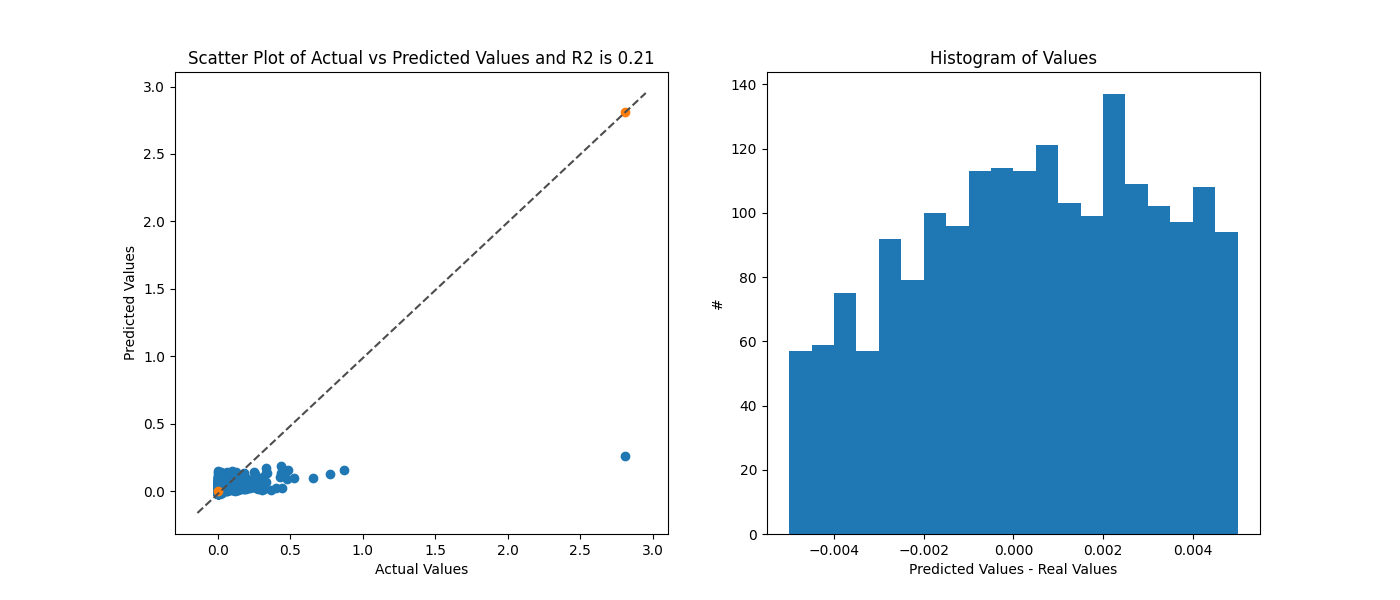 Scatter Plot of Actual vs Predicted Values and R2 is 0.21
3.0
2.5
2.0
1.5
1.0
0.5
0.0
Predicted Values
0.0 0.5 1.0 1.5 2.0 2.5 3.0
Actual Values
Histogram of Values
140
120
100
80
60
40
20
0
#
−0.004 −0.002 0.000 0.002 0.004
Predicted Values - Real Values